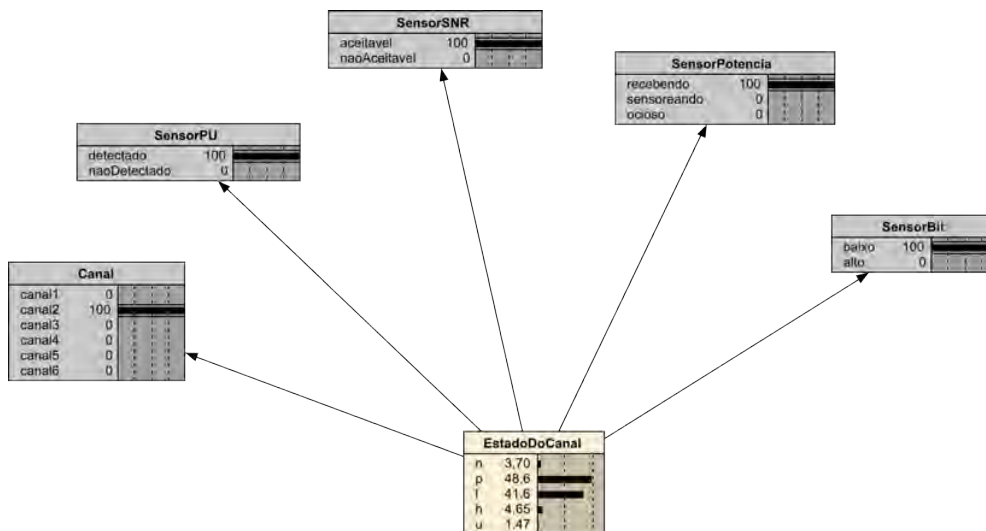 SensorSNR
aceitavel 100
naoAceitavel 0
SensorPotencia
recebendo 100
sensoreando 0
ocioso 0
SensorPU
detectado 100
naoDetectado 0
SensorBit
baixo 100
alto 0
Canal
canal1 0
canal2 100
canal3 0
canal4 0
canal5 0
canal6 0
EstadoDoCanal
n 3,70
p 48,6
l 41,6
h 4,65
u 1,47